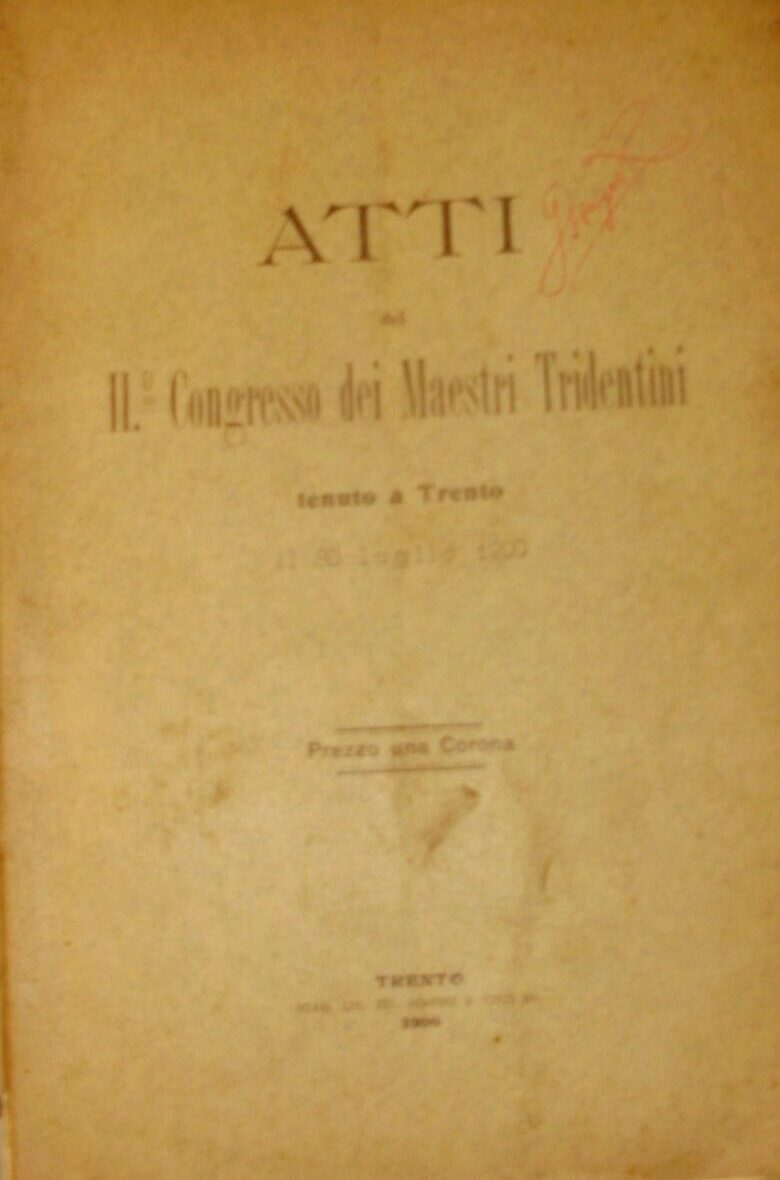 ATTI
del
II.º Congresso dei Maestri Tridentini
tenuto a Trento
il 30 luglio 1900
Prezzo una Corona
TRENTO
1900